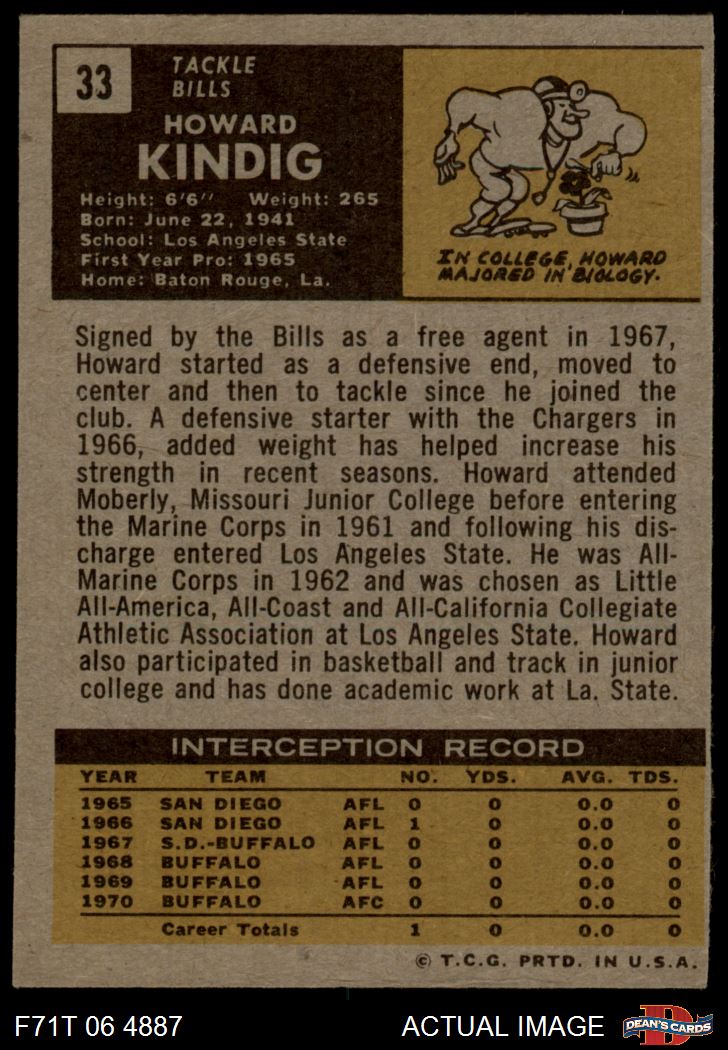 33
TACKLE
BILLS
HOWARD
KINDIG
Height: 6'6" Weight: 265
Born: June 22, 1941
School: Los Angeles State
First Year Pro: 1965
Home: Baton Rouge, La.
IN COLLEGE, HOWARD
MAJORED IN BIOLOGY.
Signed by the Bills as a free agent in 1967,
Howard started as a defensive end, moved to
center and then to tackle since he joined the
club. A defensive starter with the Chargers in
1966, added weight has helped increase his
strength in recent seasons. Howard attended
Moberly, Missouri Junior College before entering
the Marine Corps in 1961 and following his dis-
charge entered Los Angeles State. He was All-
Marine Corps in 1962 and was chosen as Little
All-America, All-Coast and All-California Collegiate
Athletic Association at Los Angeles State. Howard
also participated in basketball and track in junior
college and has done academic work at La. State.
INTERCEPTION RECORD
YEAR TEAM NO. YDS. AVG. TDS.
1965 SAN DIEGO AFL 0 0 0.0 0
1966 SAN DIEGO AFL 1 0 0.0 0
1967 S.D.-BUFFALO AFL 0 0 0.0 0
1968 BUFFALO AFL 0 0 0.0 0
1969 BUFFALO AFL 0 0 0.0 0
1970 BUFFALO AFC 0 0 0.0 0
Career Totals 1 0 0.0 0
© T.C.G. PRTD. IN U.S.A.
F71T 06 4887 ACTUAL IMAGE D DEAN'S CARDS